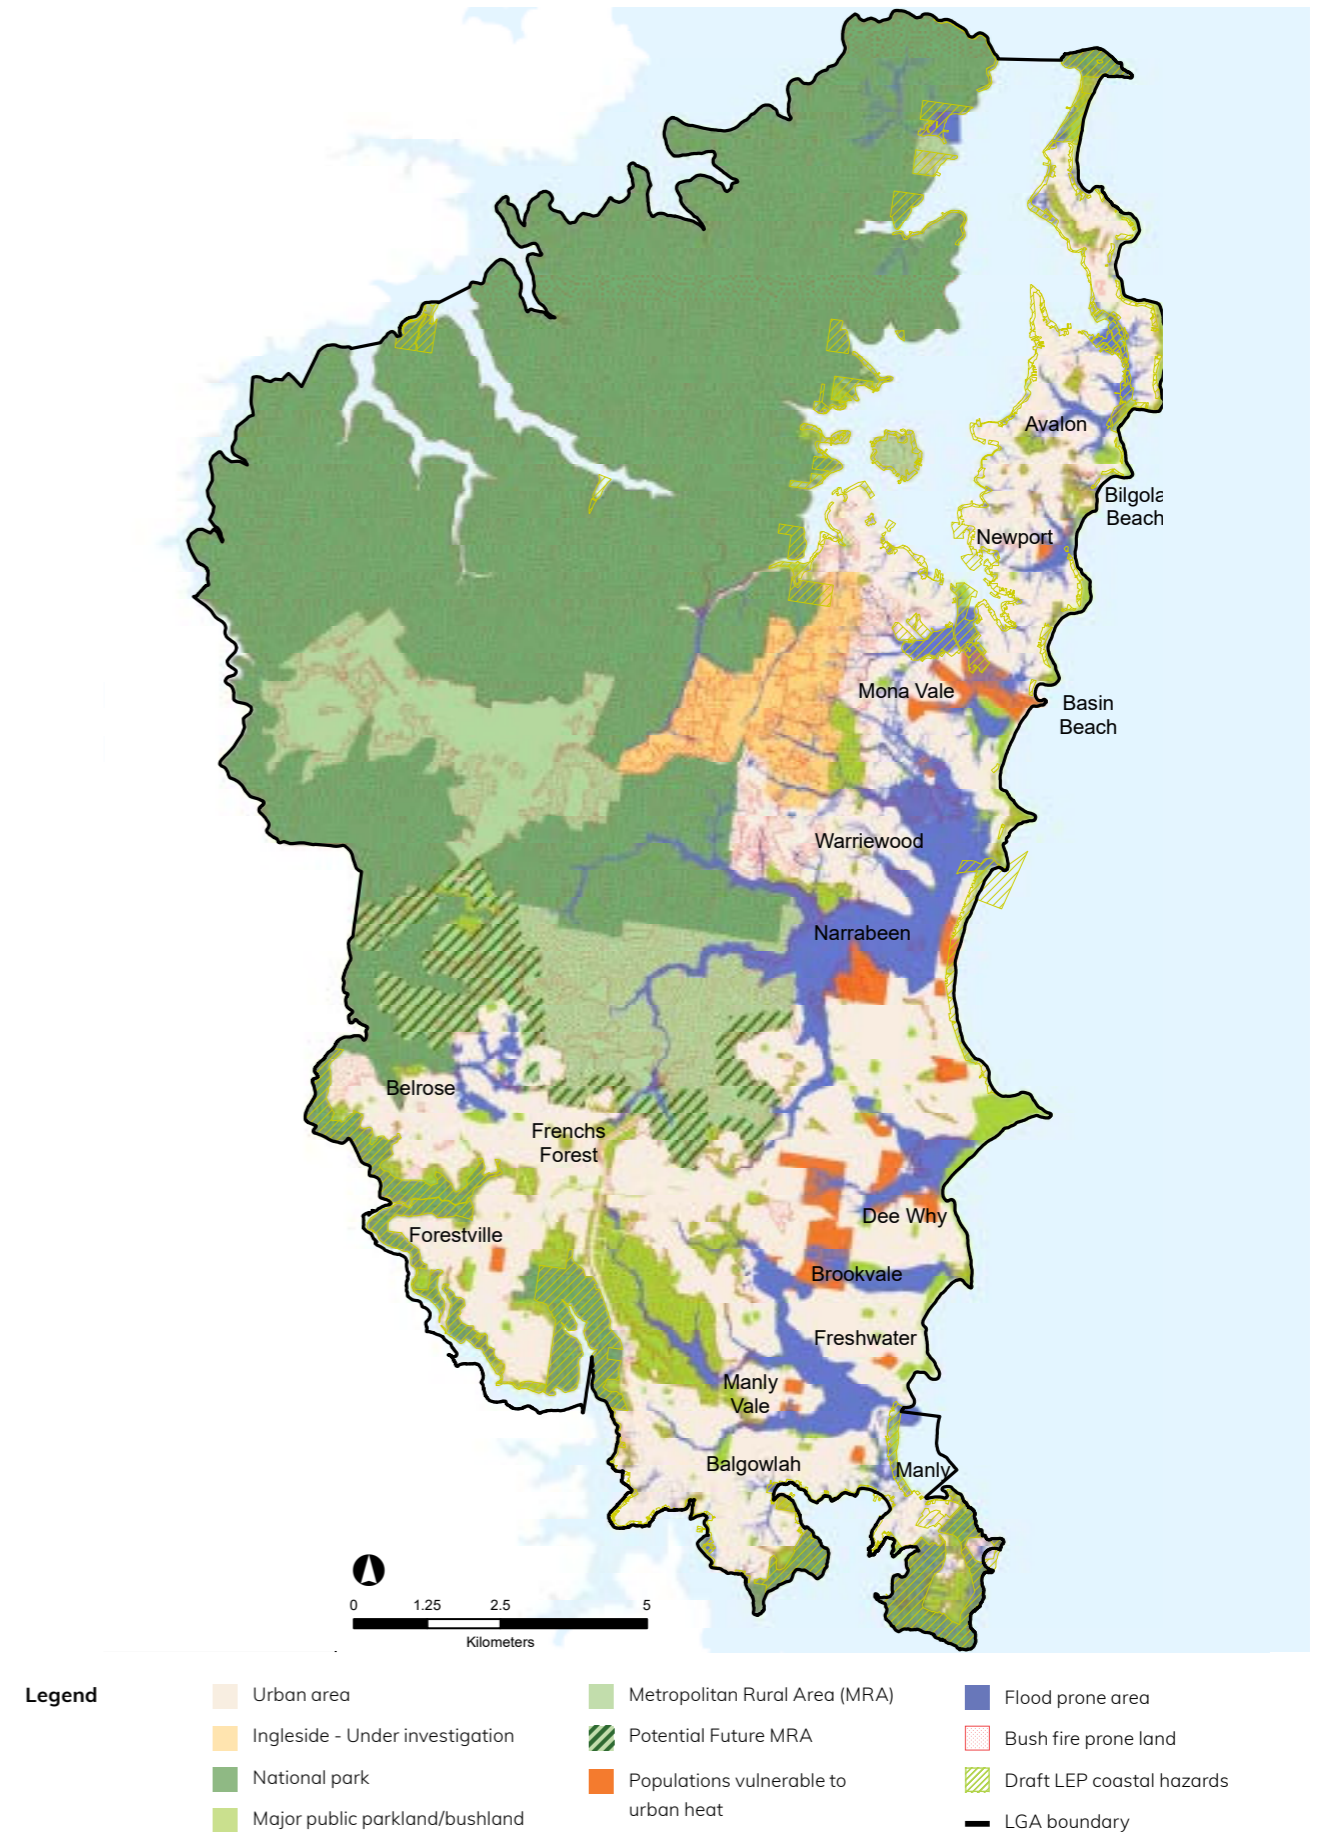 Avalon
Bilgola
Beach
Newport
Mona Vale
Basin
Beach
Warriewood
Narrabeen
Belrose
Frenchs
Forest
Dee Why
Forestville
Brookvale
Freshwater
Manly
Vale
Balgowlah
Manly
0 1.25 2.5 5
Kilometers
Legend
Urban area
Ingleside - Under investigation
National park
Major public parkland/bushland
Metropolitan Rural Area (MRA)
Potential Future MRA
Populations vulnerable to
urban heat
Flood prone area
Bush fire prone land
Draft LEP coastal hazards
LGA boundary